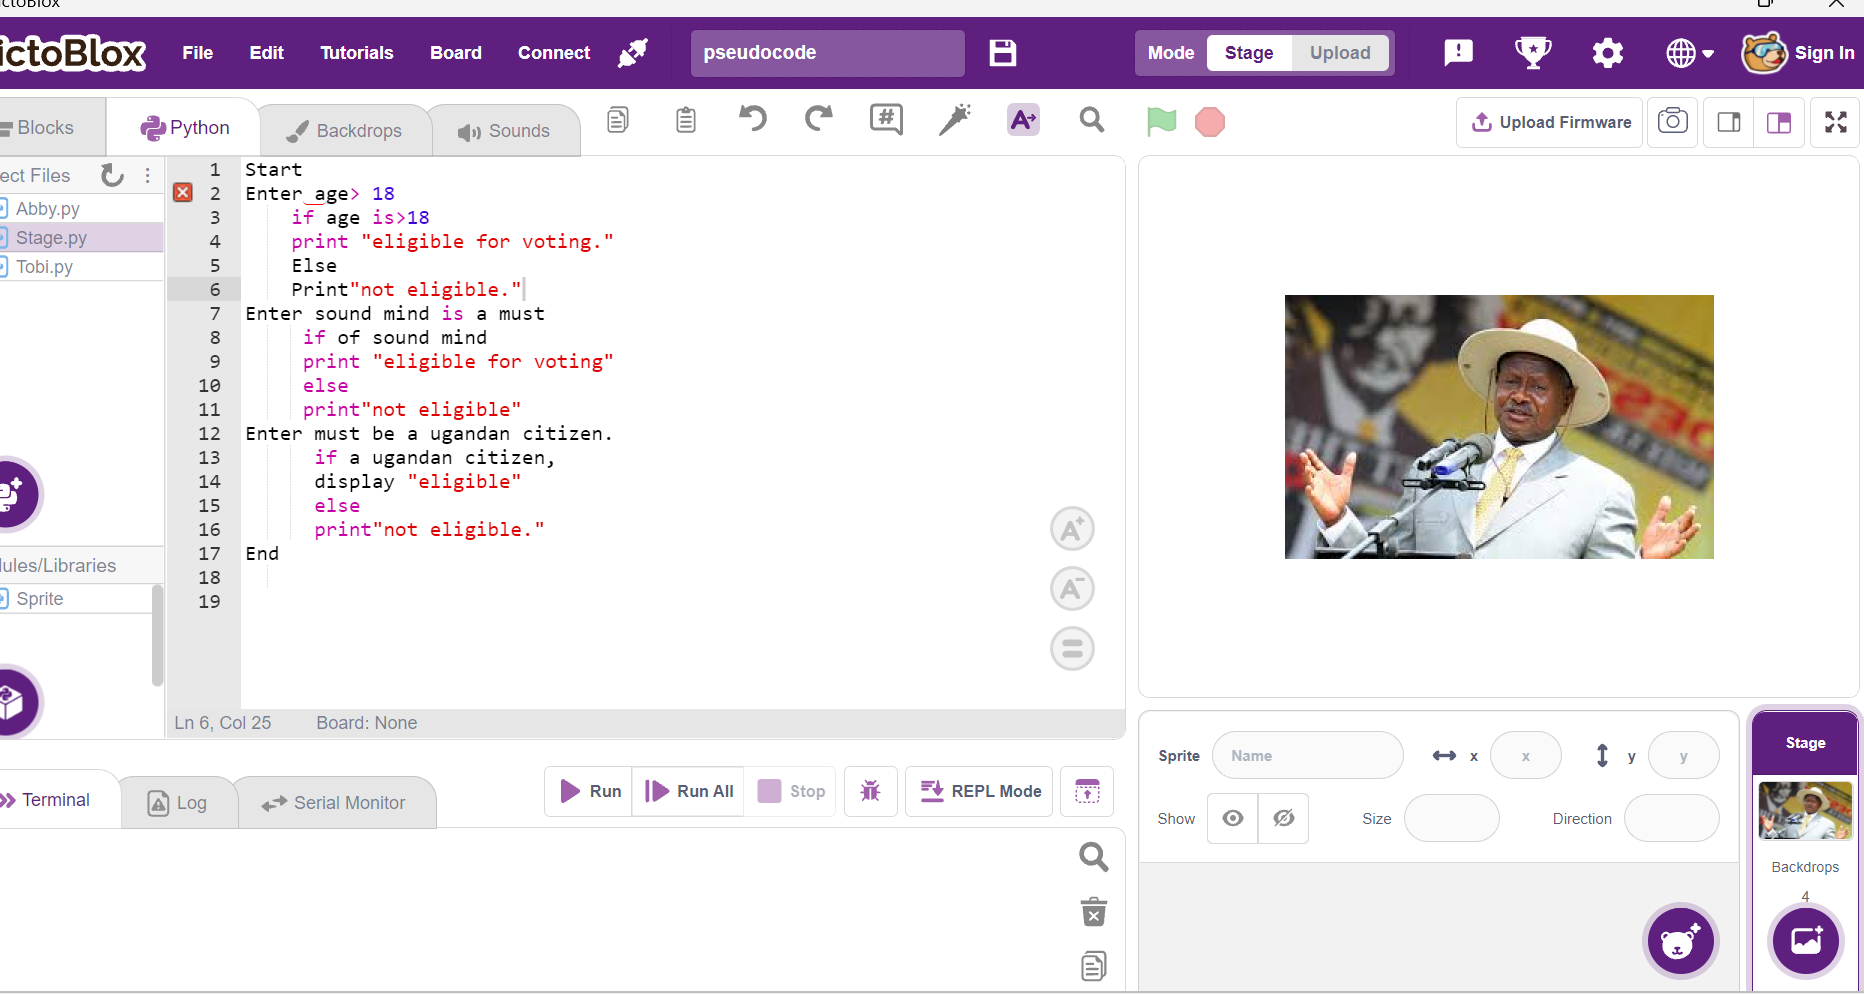 ictoBlox
ictoBlox File Edit Tutorials Board Connect pseudocode Mode Stage Upload Sign In
Blocks Python Backdrops Sounds Upload Firmware
ect Files
Abby.py
Stage.py
Tobi.py
ules/Libraries
Sprite
1 Start
2 Enter age> 18
3 if age is>18
4 print "eligible for voting."
5 Else
6 Print"not eligible."
7 Enter sound mind is a must
8 if of sound mind
9 print "eligible for voting"
10 else
11 print"not eligible"
12 Enter must be a ugandan citizen.
13 if a ugandan citizen,
14 display "eligible"
15 else
16 print"not eligible."
17 End
18
19
Ln 6, Col 25 Board: None
Terminal Log Serial Monitor Run Run All Stop REPL Mode
Sprite Name x x y y
Show Size Direction
Stage
Backdrops
4